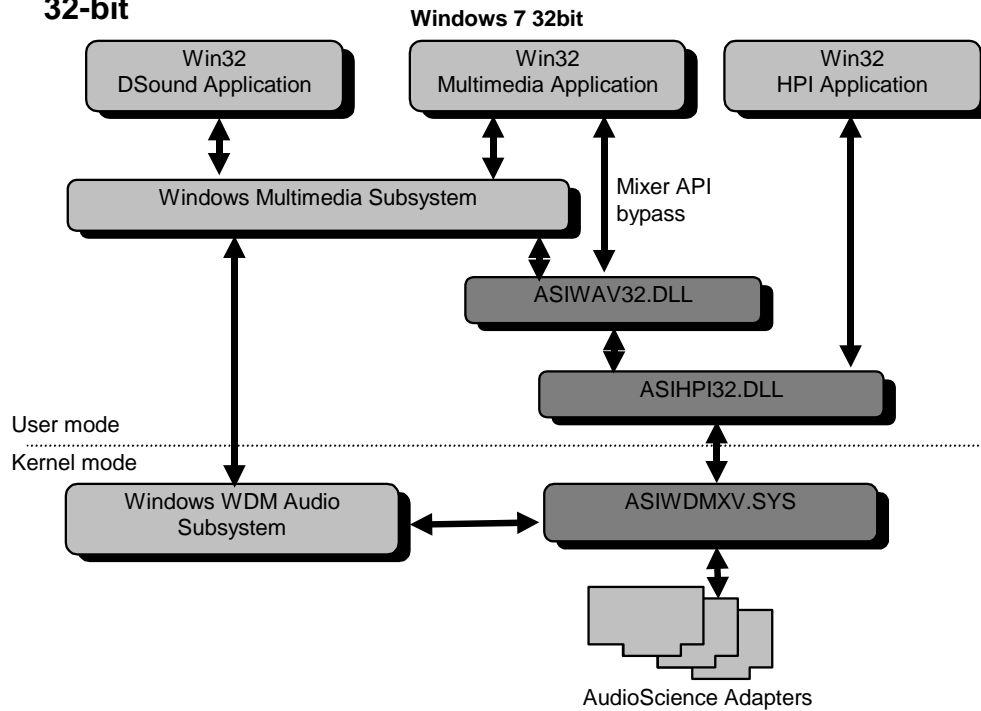 32-bit
Windows 7 32bit
Win32
DSound Application
Win32
Multimedia Application
Win32
HPI Application
Windows Multimedia Subsystem
Mixer API
bypass
ASIWAV32.DLL
ASIHPI32.DLL
User mode
Kernel mode
Windows WDM Audio
Subsystem
ASIWDMXV.SYS
AudioScience Adapters